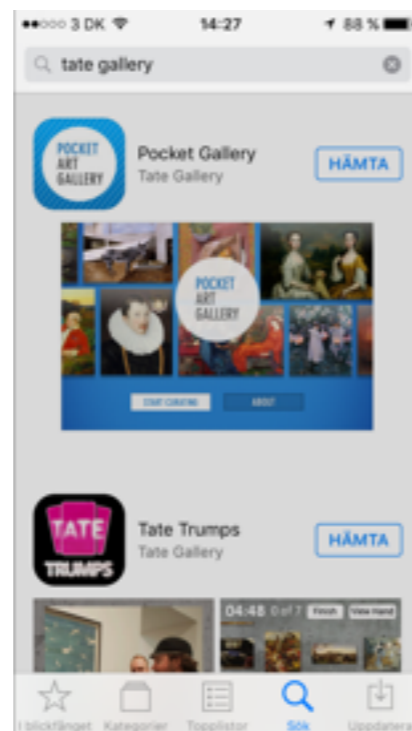 3 DK 14:27 88 %
tate gallery
POCKET
ART
GALLERY
Pocket Gallery
Tate Gallery
HÄMTA
POCKET
ART
GALLERY
START CURATING ABOUT
TATE
TRUMPS
Tate Trumps
Tate Gallery
HÄMTA
04:48 0 of 7 Finish View Hand
I blickfånget Kategorier Topplistor Sök Uppdatera